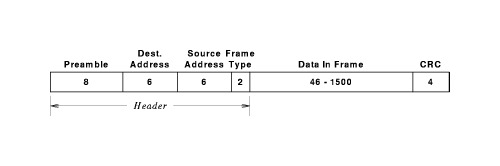 Dest. Source Frame
Preamble Address Address Type Data In Frame CRC
8 6 6 2 46 - 1500 4
Header